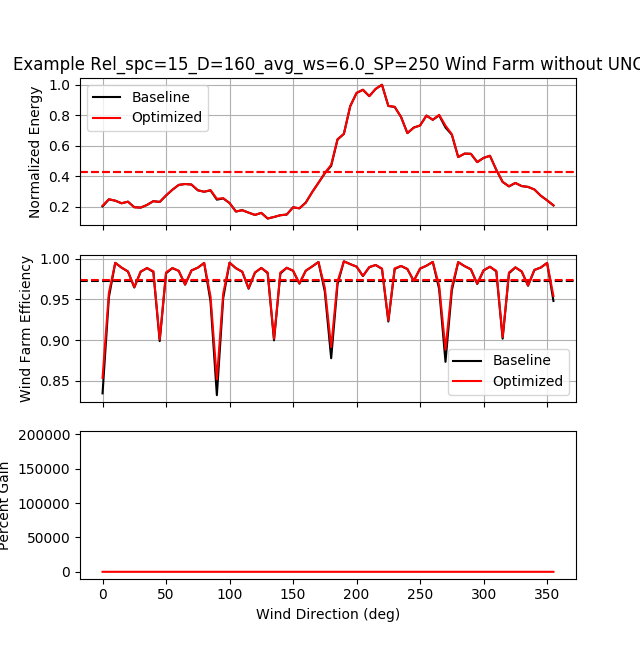 Example Rel_spc=15_D=160_avg_ws=6.0_SP=250 Wind Farm without UNC
Normalized Energy
1.0
0.8
0.6
0.4
0.2
Baseline
Optimized
Wind Farm Efficiency
1.00
0.95
0.90
0.85
Baseline
Optimized
Percent Gain
200000
150000
100000
50000
0
0 50 100 150 200 250 300 350
Wind Direction (deg)